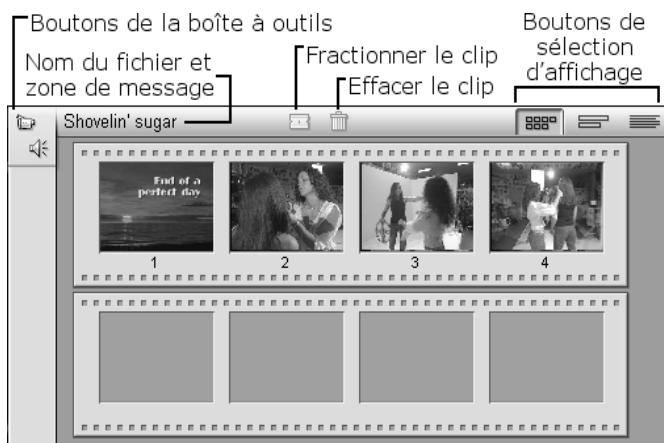 Boutons de la boîte à outils
Nom du fichier et
zone de message
Fractionner le clip
Effacer le clip
Boutons de
sélection
d'affichage
Shovelin' sugar
End of a
perfect day
1 2 3 4